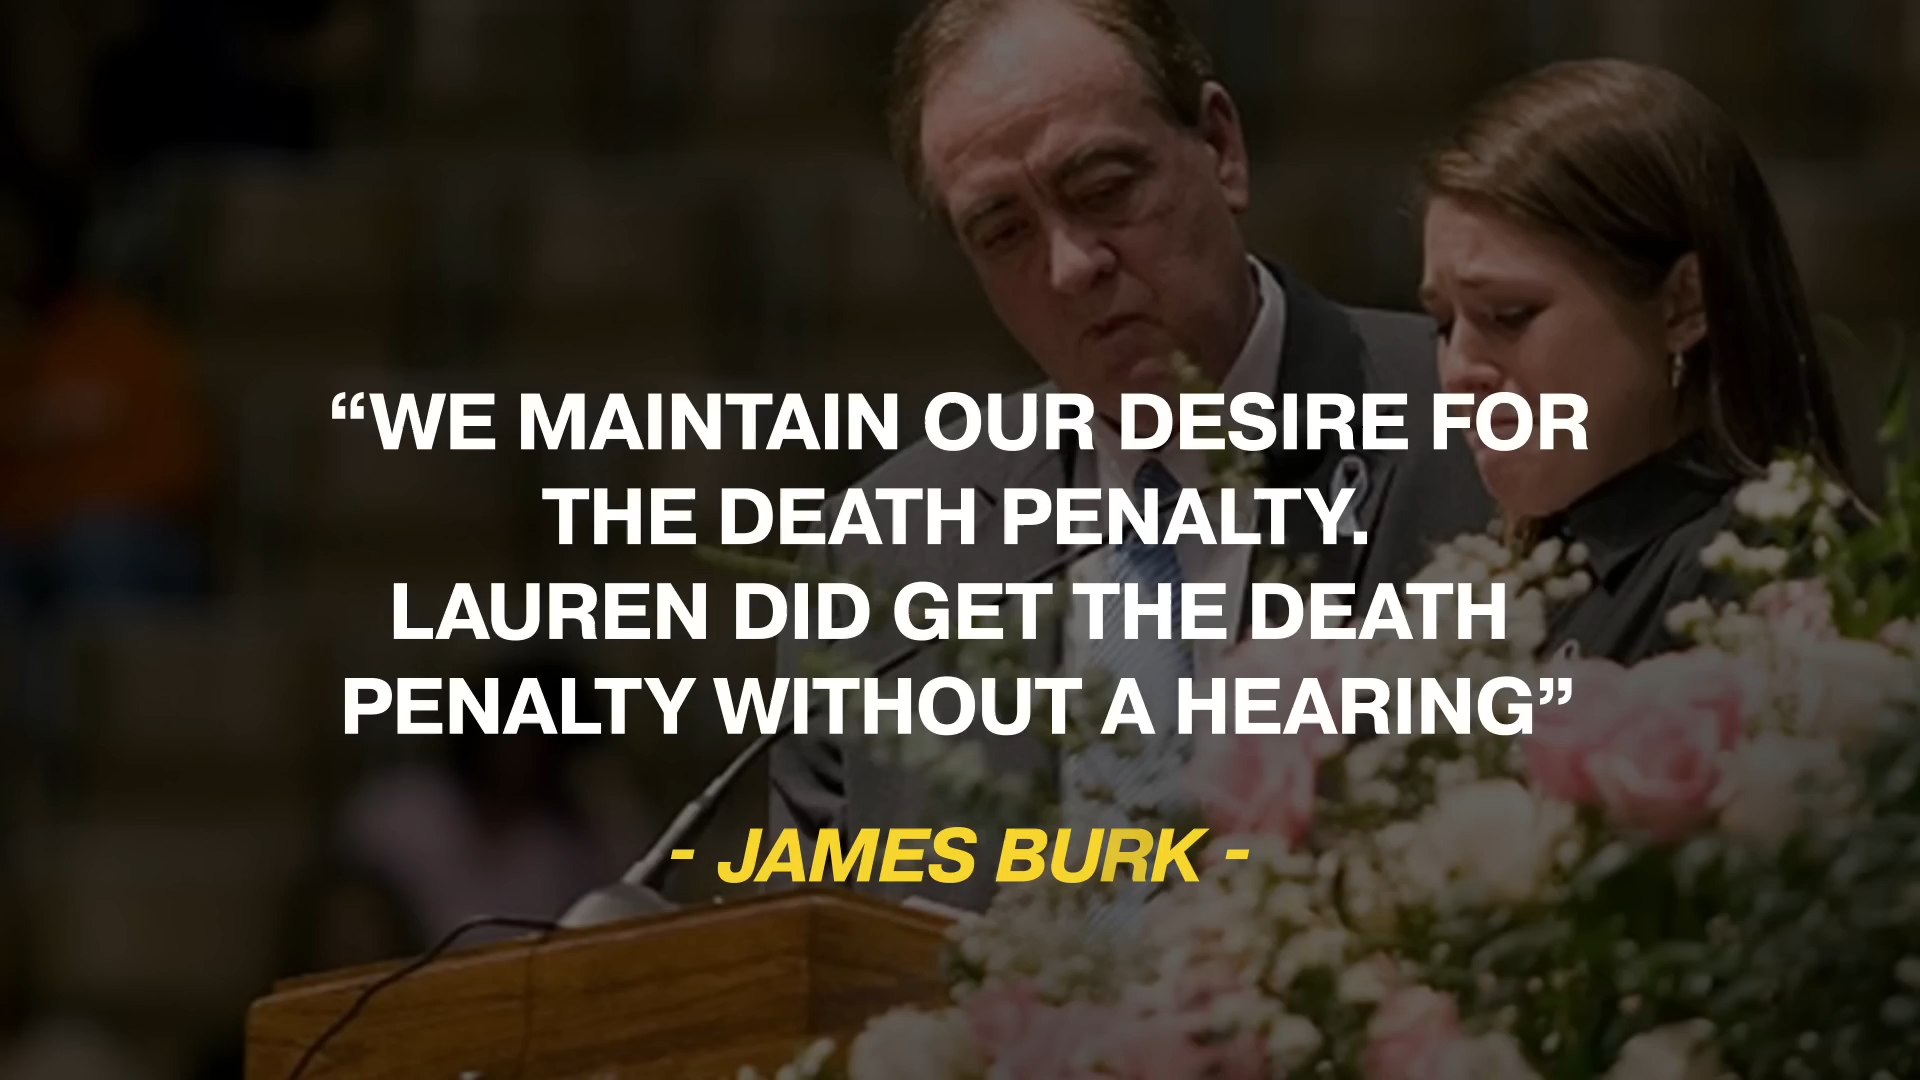 “WE MAINTAIN OUR DESIRE FOR
THE DEATH PENALTY.
LAUREN DID GET THE DEATH
PENALTY WITHOUT A HEARING”
- JAMES BURK -